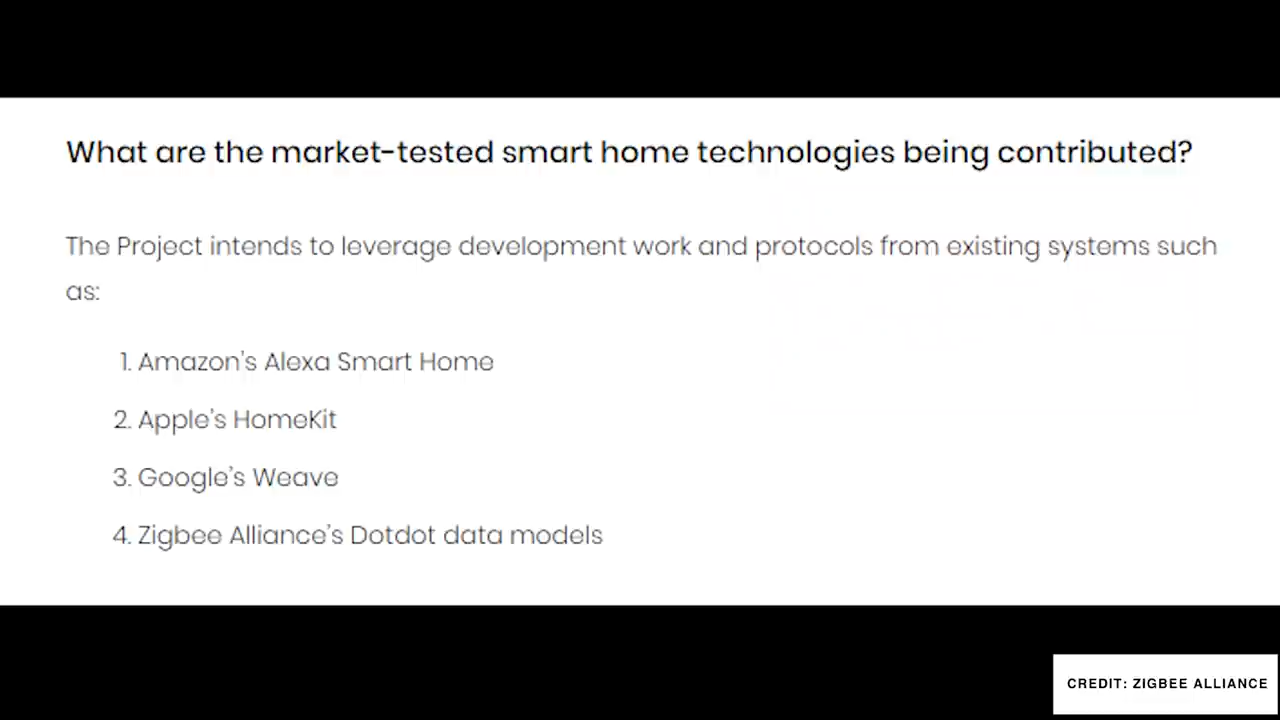 What are the market-tested smart home technologies being contributed?
The Project intends to leverage development work and protocols from existing systems such
as:
1. Amazon's Alexa Smart Home
2. Apple's HomeKit
3. Google's Weave
4. Zigbee Alliance's Dotdot data models
CREDIT: ZIGBEE ALLIANCE